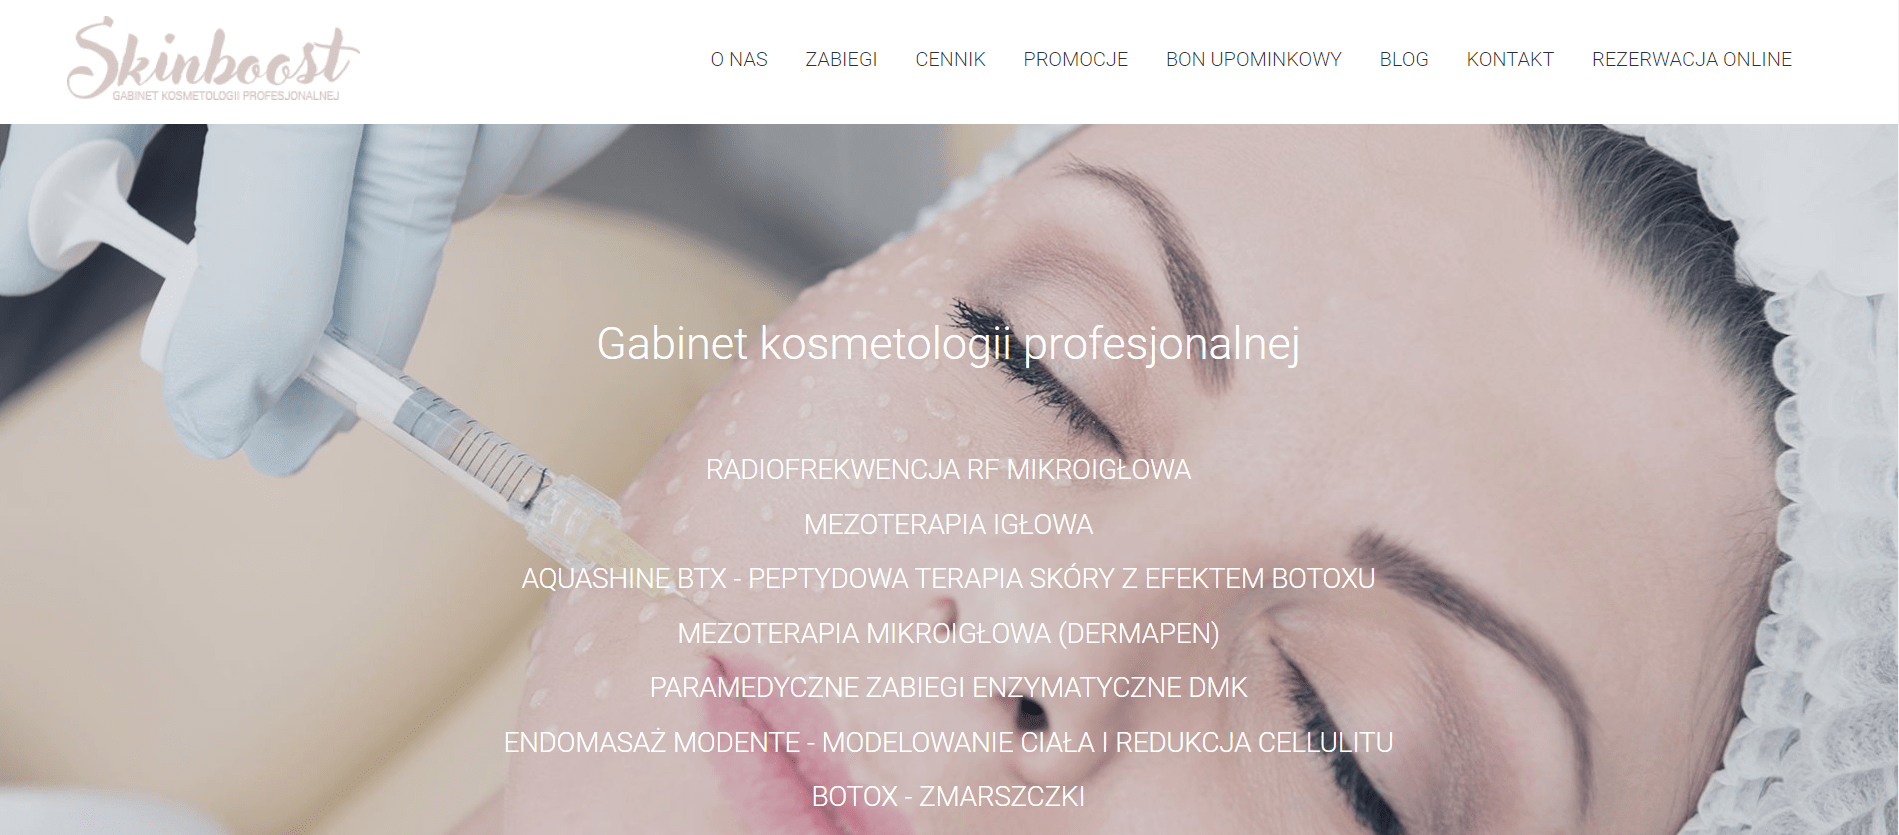 Skinboost
GABINET KOSMETOLOGII PROFESJONALNEJ
O NAS ZABIEGI CENNIK PROMOCJE BON UPOMINKOWY BLOG KONTAKT REZERWACJA ONLINE
Gabinet kosmetologii profesjonalnej
RADIOFREKWENCJA RF MIKROIGŁOWA
MEZOTERAPIA IGŁOWA
AQUASHINE BTX - PEPTYDOWA TERAPIA SKÓRY Z EFEKTEM BOTOXU
MEZOTERAPIA MIKROIGŁOWA (DERMAPEN)
PARAMEDYCZNE ZABIEGI ENZYMATYCZNE DMK
ENDOMASAŻ MODENTE - MODELOWANIE CIAŁA I REDUKCJA CELLULITU
BOTOX - ZMARSZCZKI